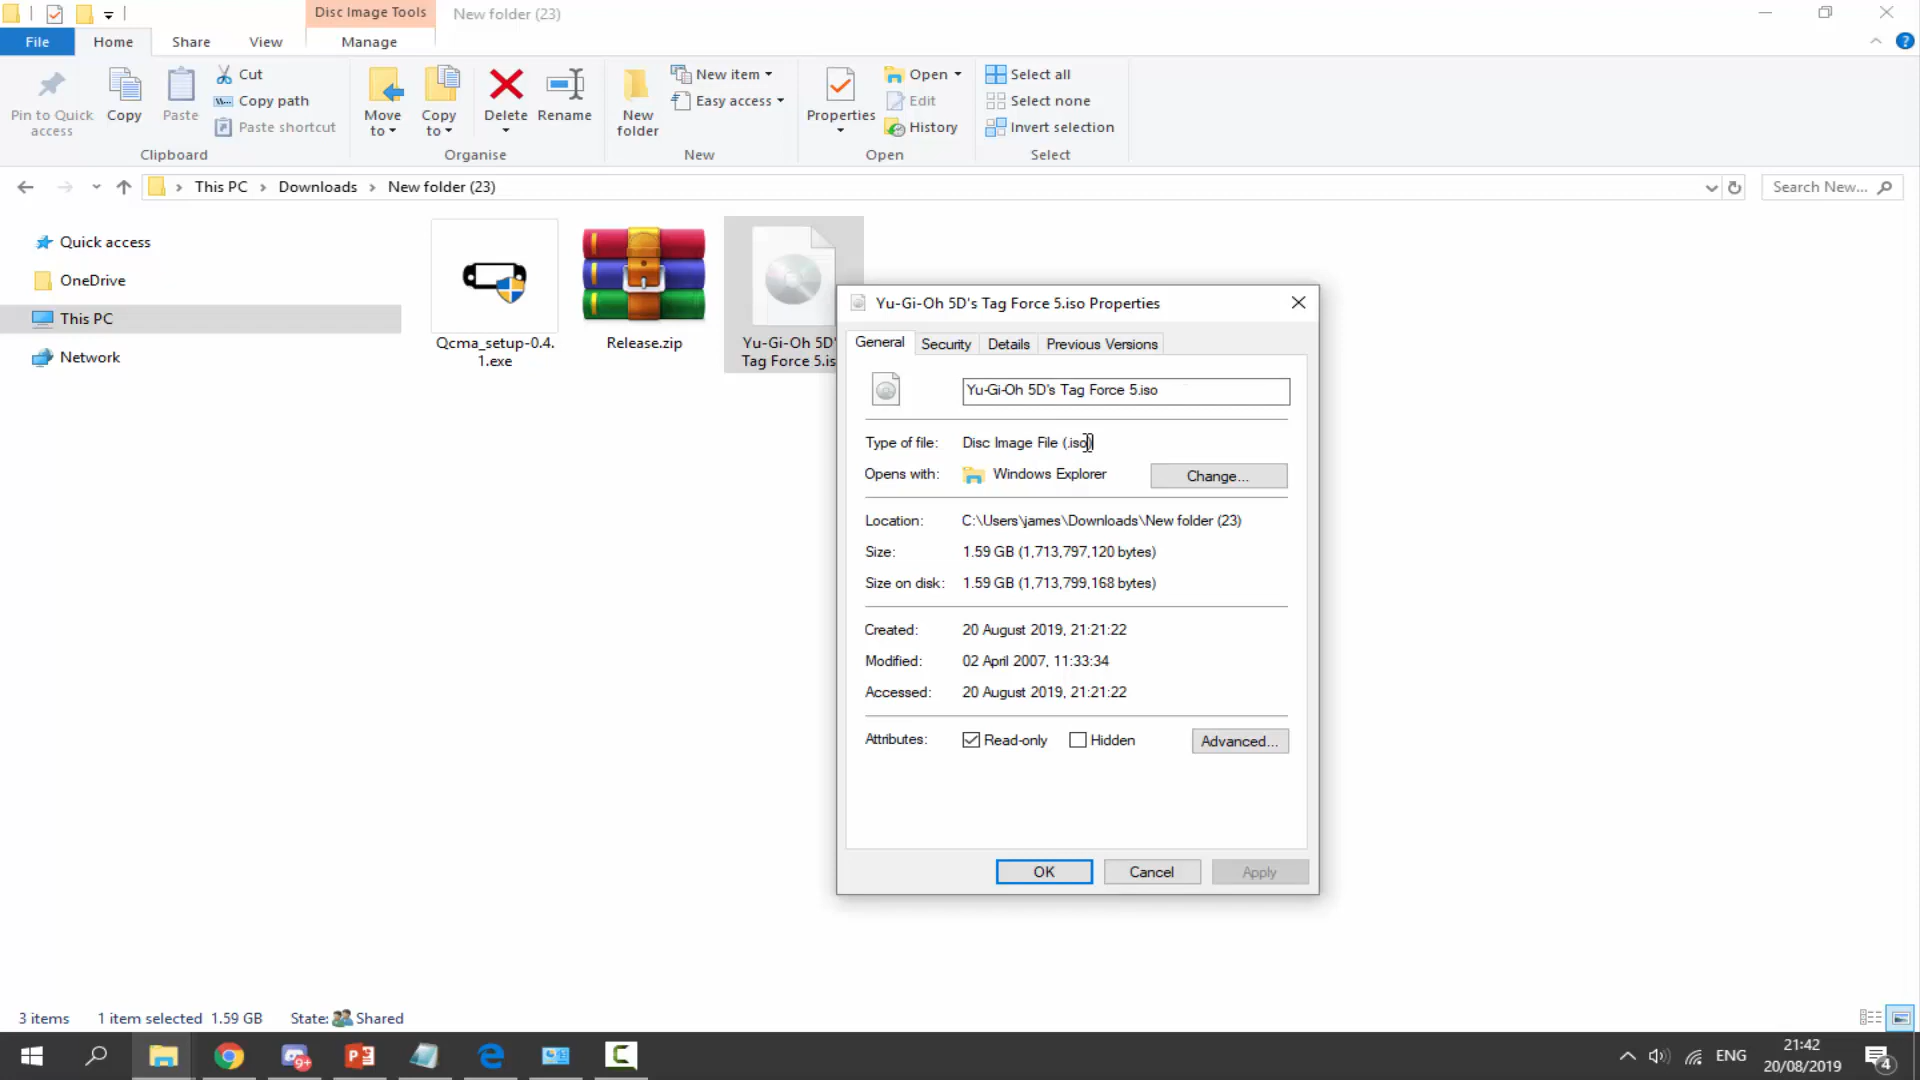 Disc Image Tools
New folder (23)
File
Home
Share
View
Manage
Pin to Quick access
Copy
Paste
Cut
Copy path
Paste shortcut
Clipboard
Move to
Copy to
Delete
Rename
Organise
New folder
New item
Easy access
New
Properties
Open
Edit
History
Open
Select all
Select none
Invert selection
Select
This PC
Downloads
New folder (23)
Search New...
Quick access
OneDrive
This PC
Network
Qcma_setup-0.4.
1.exe
Release.zip
Yu-Gi-Oh 5D'
Tag Force 5.is
Yu-Gi-Oh 5D's Tag Force 5.iso Properties
General
Security
Details
Previous Versions
Yu-Gi-Oh 5D's Tag Force 5.iso
Type of file:
Disc Image File (.iso)
Opens with:
Windows Explorer
Change...
Location:
C:\Users\james\Downloads\New folder (23)
Size:
1.59 GB (1,713,797,120 bytes)
Size on disk:
1.59 GB (1,713,799,168 bytes)
Created:
20 August 2019, 21:21:22
Modified:
02 April 2007, 11:33:34
Accessed:
20 August 2019, 21:21:22
Attributes:
Read-only
Hidden
Advanced...
OK
Cancel
Apply
3 items
1 item selected 1.59 GB
State:
Shared
9+
ENG
21:42
20/08/2019
4